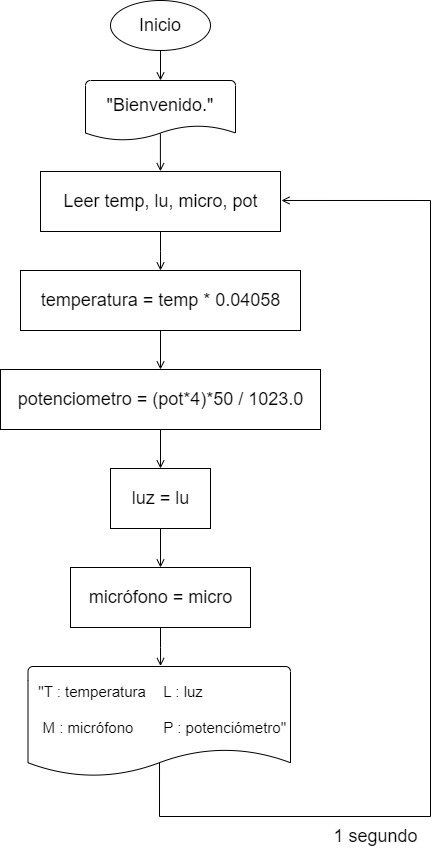 Inicio
"Bienvenido."
Leer temp, lu, micro, pot
temperatura = temp * 0.04058
potenciometro = (pot*4)*50 / 1023.0
luz = lu
micrófono = micro
"T : temperatura L : luz
M : micrófono P : potenciómetro"
1 segundo